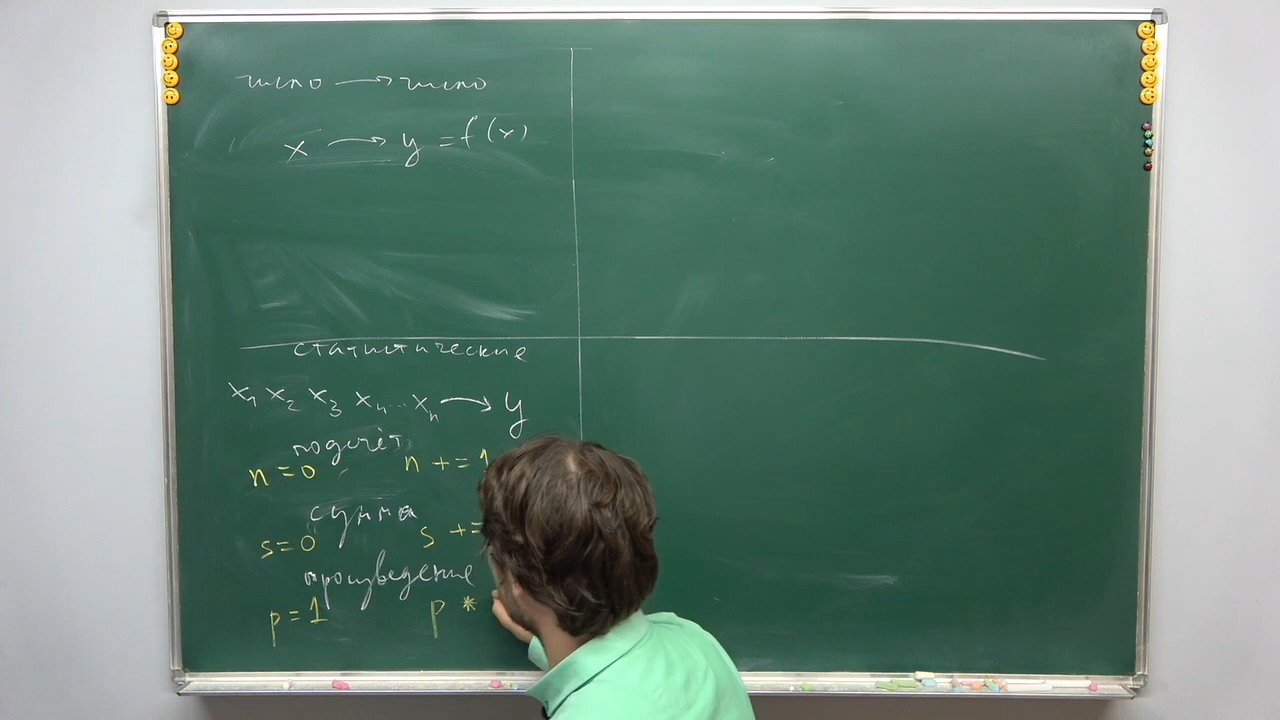 число → число
x → y = f(x)
статистические
x₁ x₂ x₃ x₄ ... xₙ → y
подсчёт
n = 0 n += 1
сумма
s = 0 s +=
произведение
p = 1 p *